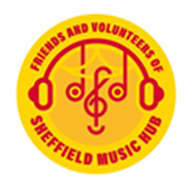 FRIENDS AND VOLUNTEERS OF
SHEFFIELD MUSIC HUB